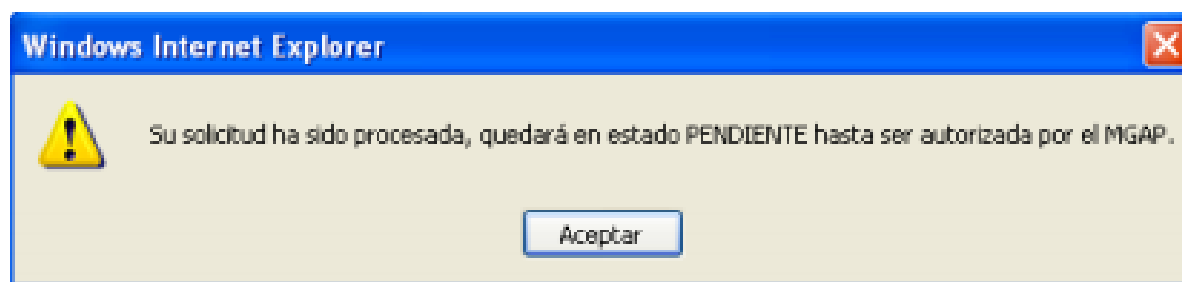 Windows Internet Explorer
Su solicitud ha sido procesada, quedará en estado PENDIENTE hasta ser autorizada por el MGAP.
Aceptar